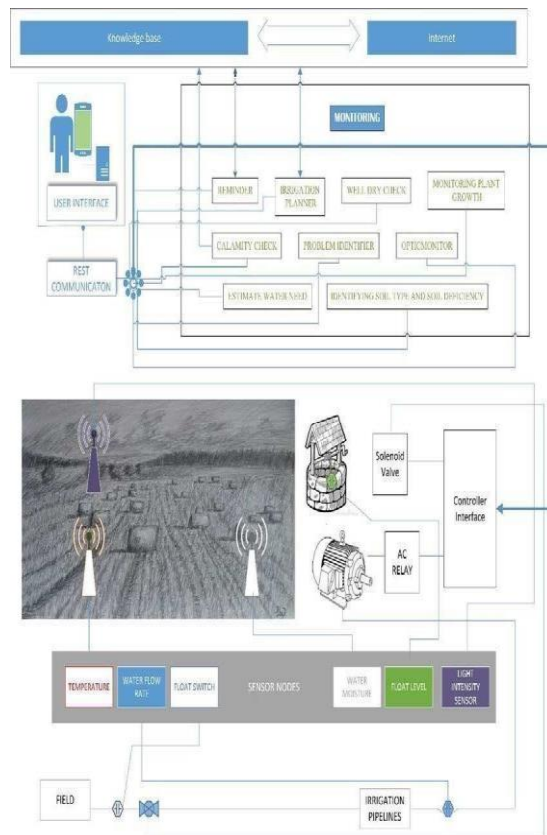 Knowledge base
Internet
MONITORING
USER INTERFACE
REMINDER
IRRIGATION
PLANNER
WELL DRY CHECK
MONITORING PLANT
GROWTH
CALAMITY CHECK
PROBLEM IDENTIFIER
OPTICMONITOR
REST
COMMUNICATON
ESTIMATE WATER NEED
IDENTIFYING SOIL TYPE AND SOIL DEFICIENCY
Solenoid
Valve
Controller
Interface
AC
RELAY
TEMPERATURE
WATER FLOW
RATE
FLOAT SWITCH
SENSOR NODES
WATER
MOISTURE
FLOAT LEVEL
LIGHT
INTENSITY
SENSOR
FIELD
IRRIGATION
PIPELINES